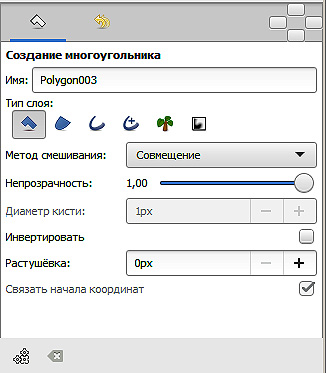 Создание многоугольника
Имя: Polygon003
Тип слоя:
Метод смешивания: Совмещение
Непрозрачность: 1,00
Диаметр кисти: 1px
Инвертировать
Растушёвка: 0px
Связать начала координат